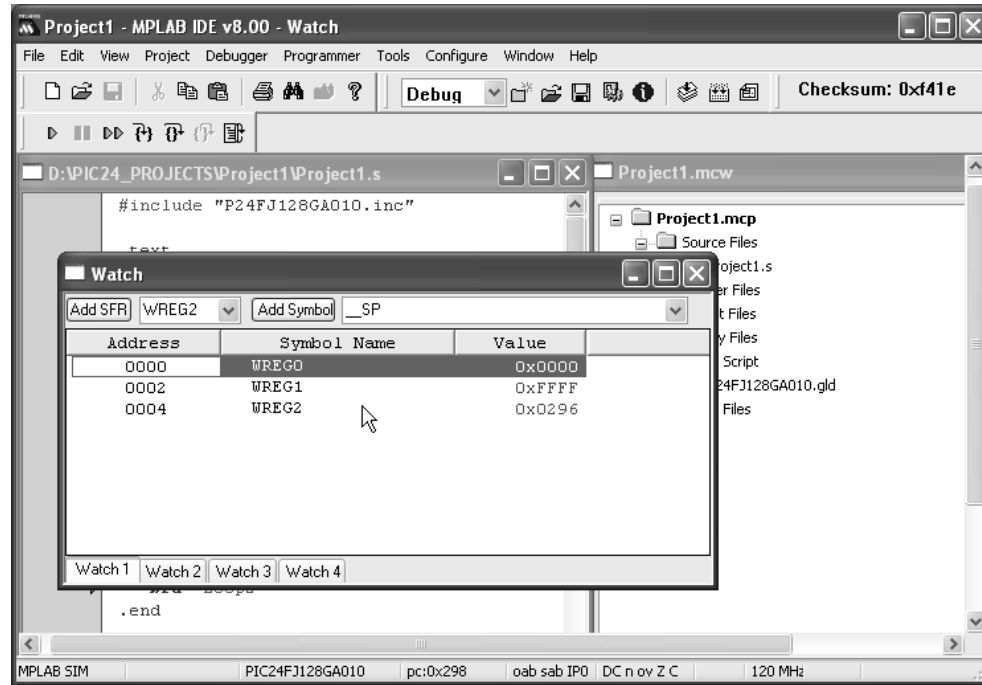 Project1 - MPLAB IDE v8.00 - Watch
File Edit View Project Debugger Programmer Tools Configure Window Help
Debug Checksum: 0xf41e
D:\PIC24_PROJECTS\Project1\Project1.s
#include "P24FJ128GA010.inc"
Project1.mcw
Project1.mcp
Source Files
oject1.s
er Files
t Files
y Files
Script
24FJ128GA010.gld
Files
Watch
Add SFR WREG2 Add Symbol __SP
Address Symbol Name Value
0000 WREG0 0x0000
0002 WREG1 0xFFFF
0004 WREG2 0x0296
Watch 1 Watch 2 Watch 3 Watch 4
.end
MPLAB SIM PIC24FJ128GA010 pc:0x298 oab sab IP0 DC n ov Z C 120 MHz